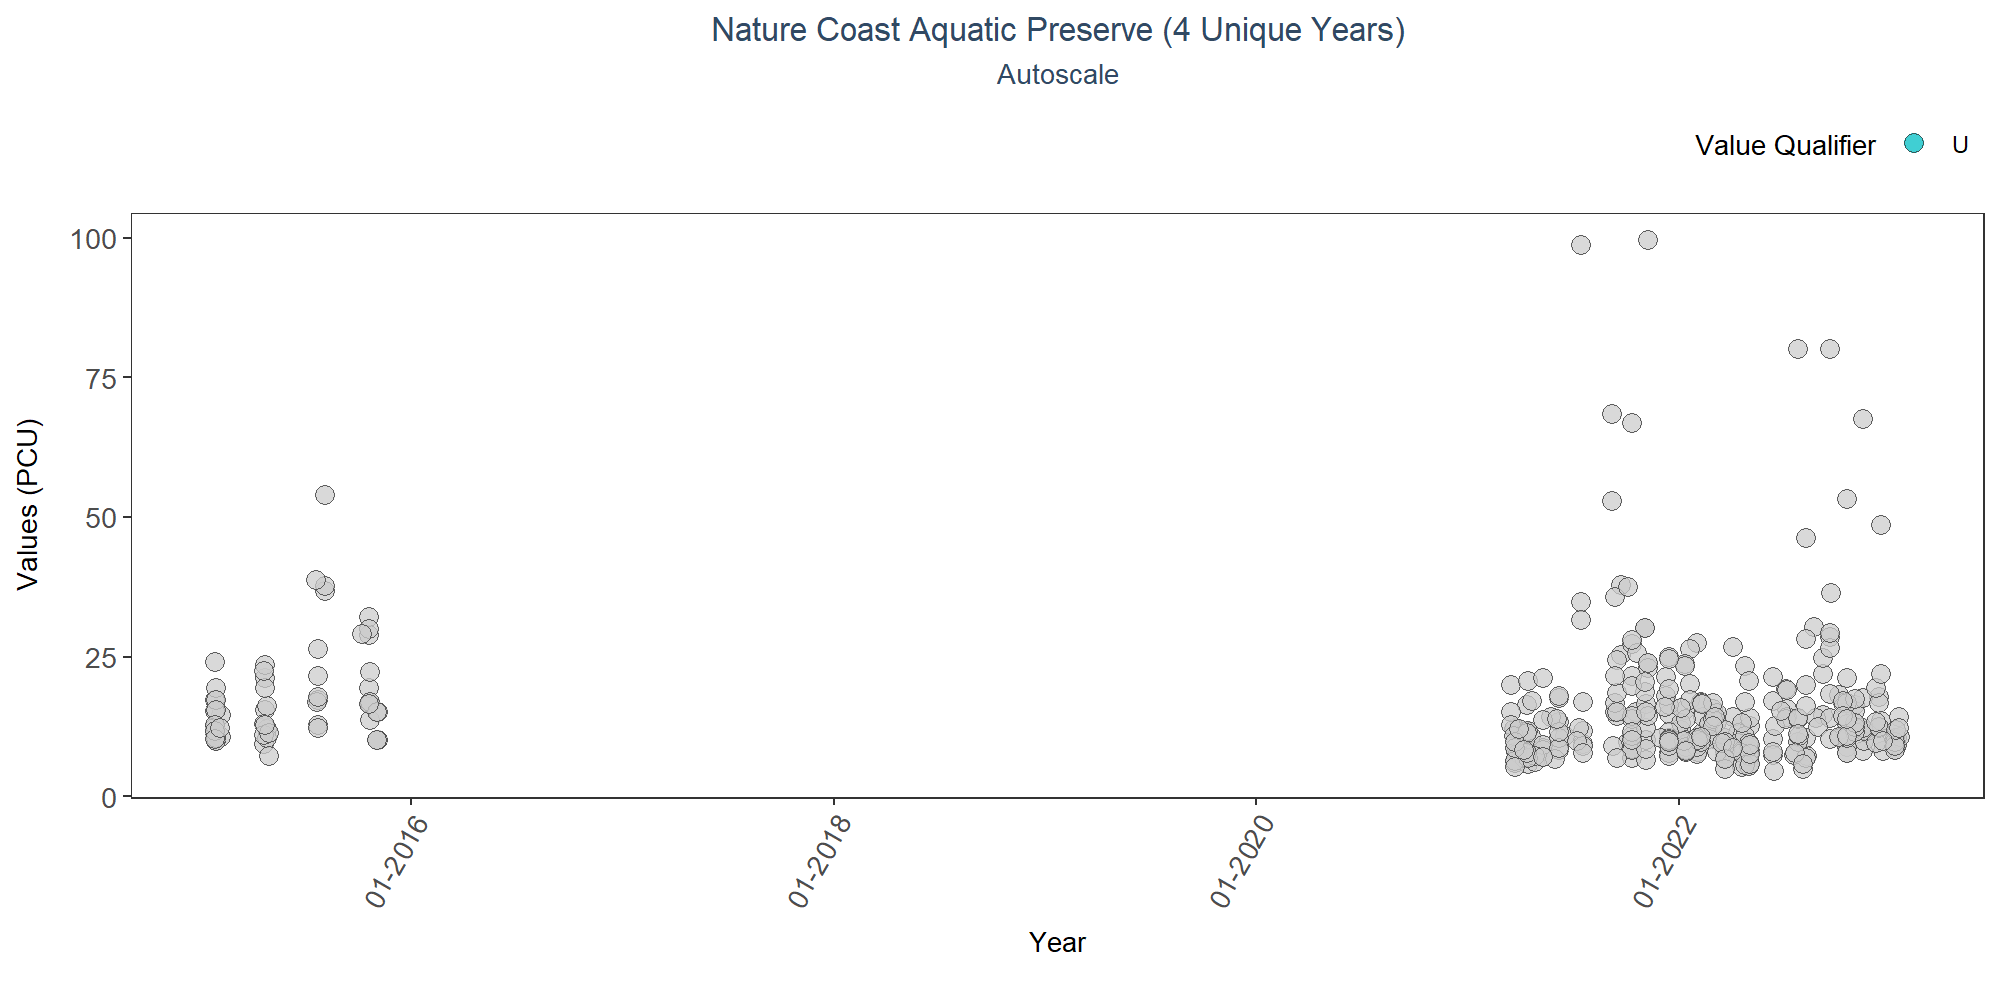 Nature Coast Aquatic Preserve (4 Unique Years)
Autoscale
Value Qualifier U
100
75
50
25
0
Values (PCU)
01-2016
01-2018
01-2020
01-2022
Year